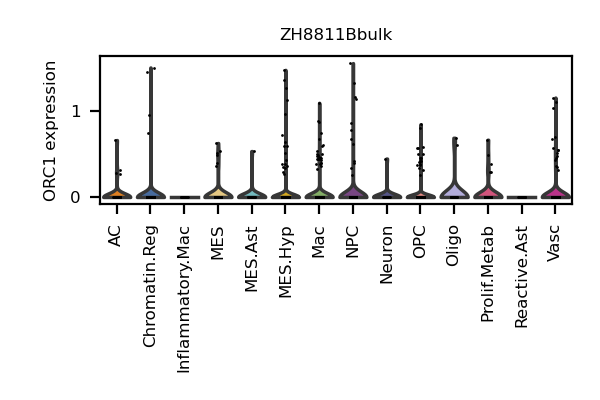 ZH8811Bbulk
ORC1 expression
1
0
AC
Chromatin.Reg
Inflammatory.Mac
MES
MES.Ast
MES.Hyp
Mac
NPC
Neuron
OPC
Oligo
Prolif.Metab
Reactive.Ast
Vasc